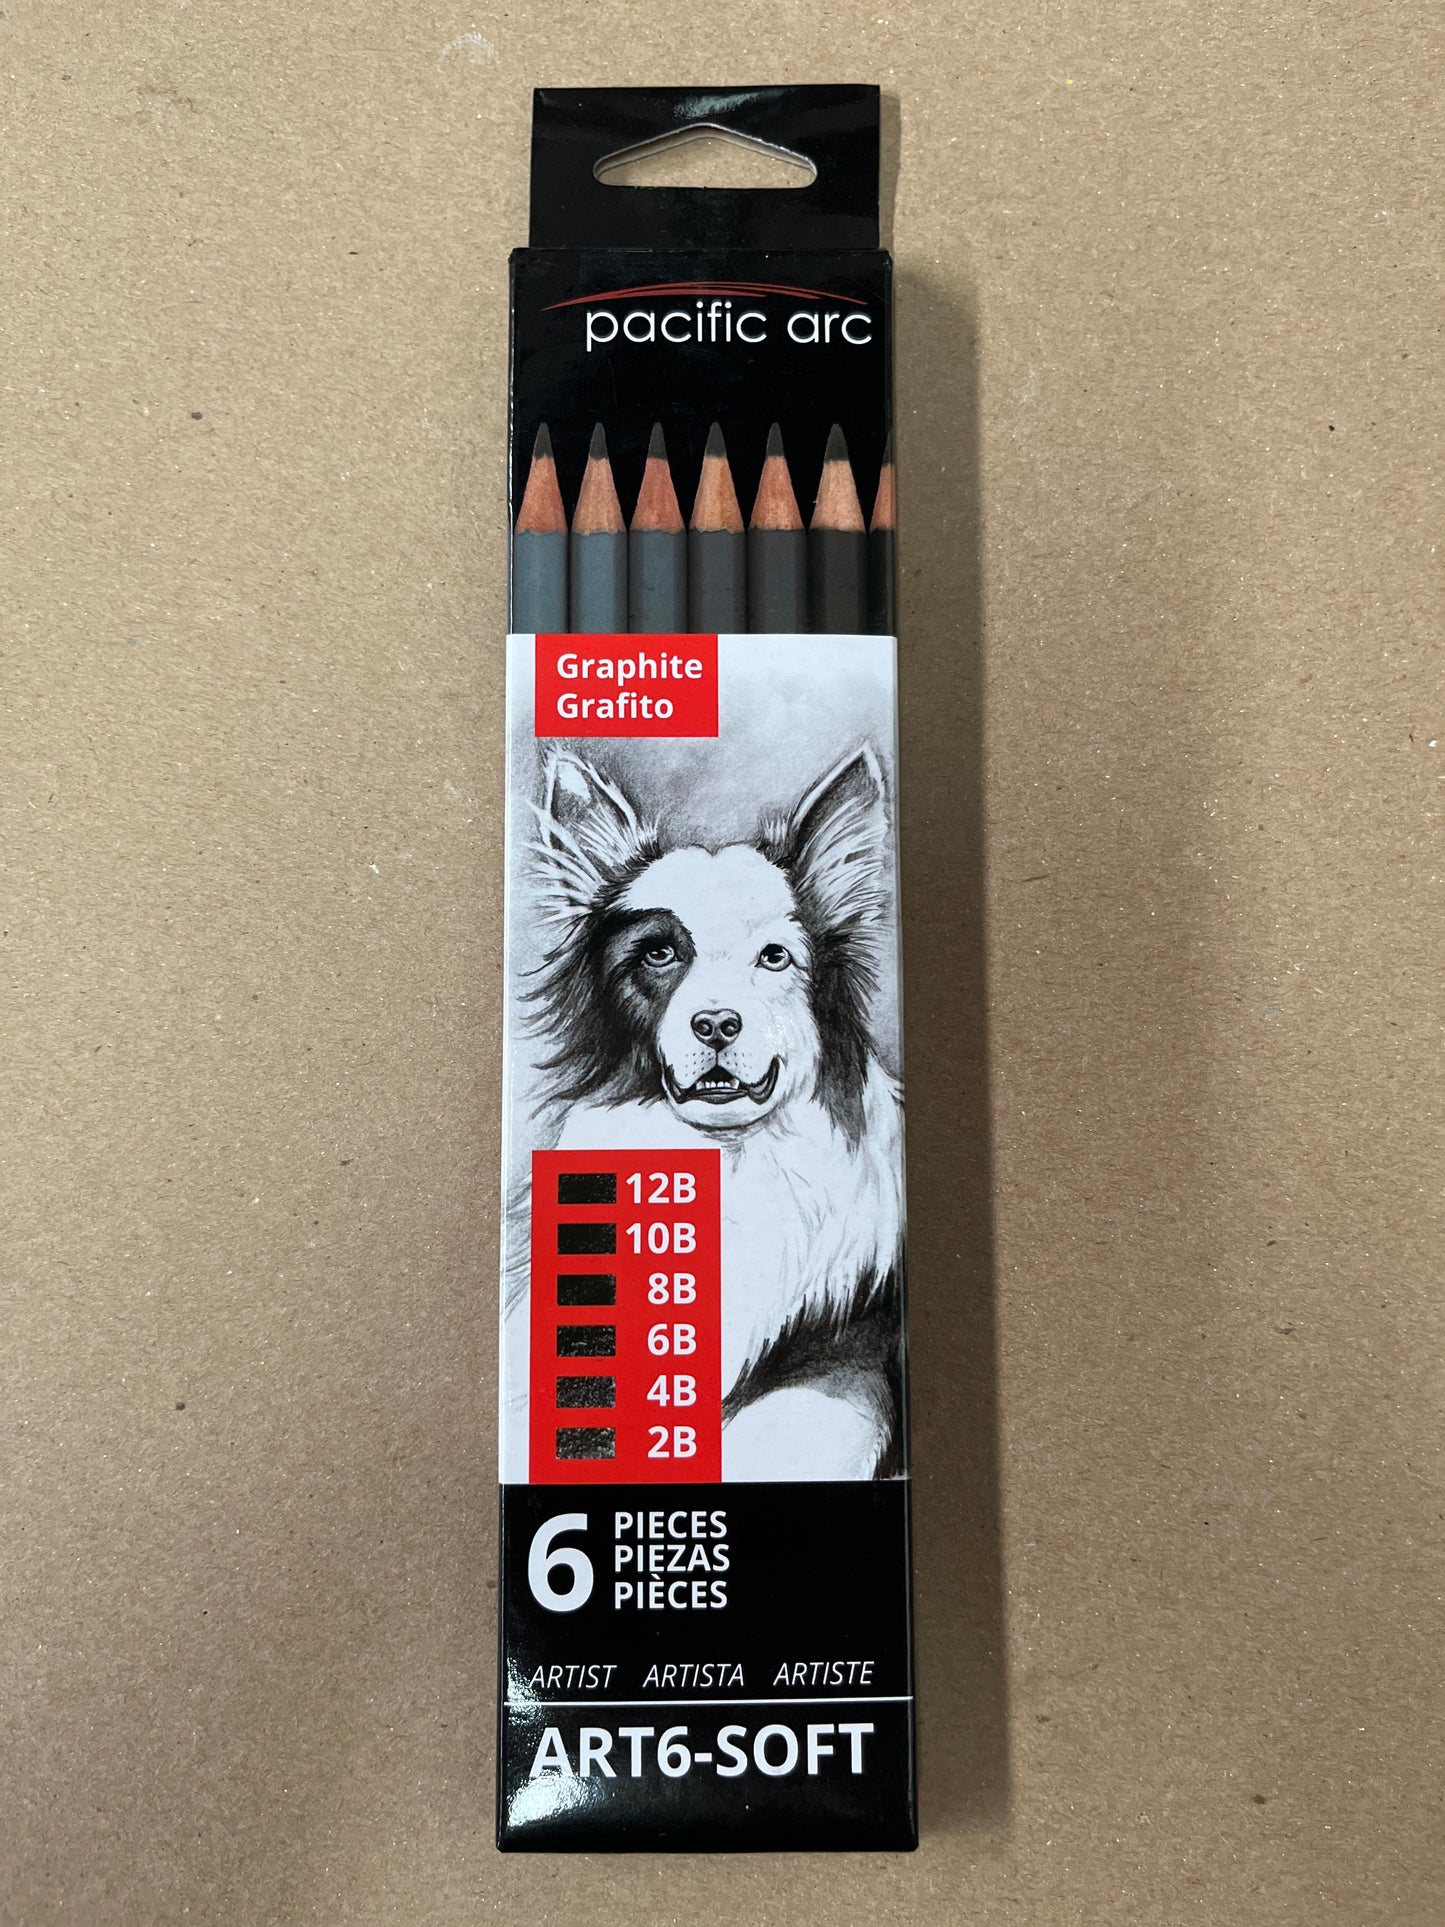 pacific arc
Graphite
Grafito
12B
10B
8B
6B
4B
2B
6 PIECES
PIEZAS
PIÈCES
ARTIST ARTISTA ARTISTE
ART6-SOFT